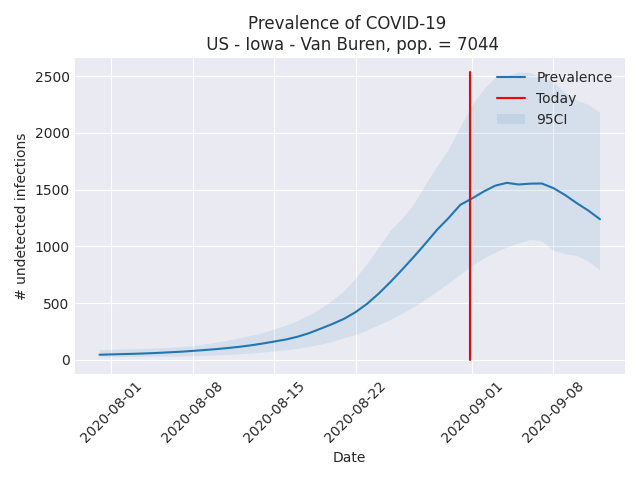 Prevalence of COVID-19
US - Iowa - Van Buren, pop. = 7044
2500
2000
1500
1000
500
0
# undetected infections
Prevalence
Today
95CI
2020-08-01
2020-08-08
2020-08-15
2020-08-22
2020-09-01
2020-09-08
Date